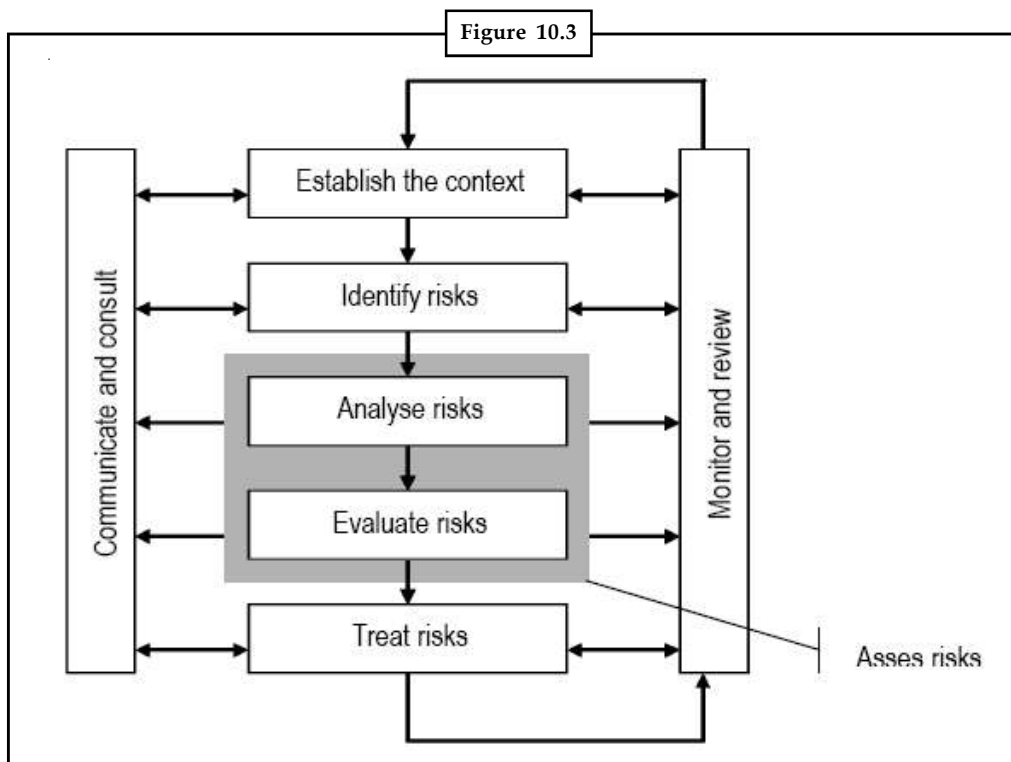 Figure 10.3
Establish the context
Identify risks
Analyse risks
Evaluate risks
Treat risks
Communicate and consult
Monitor and review
Asses risks